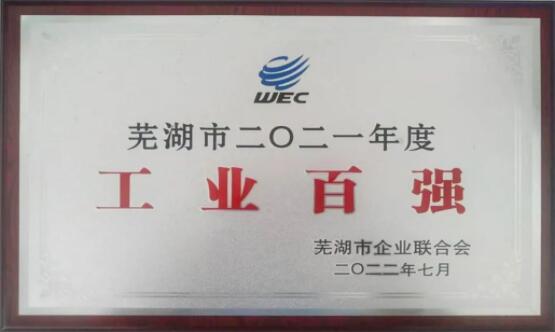 WEC
芜湖市二〇二一年度
工业百强
芜湖市企业联合会
二〇二二年七月